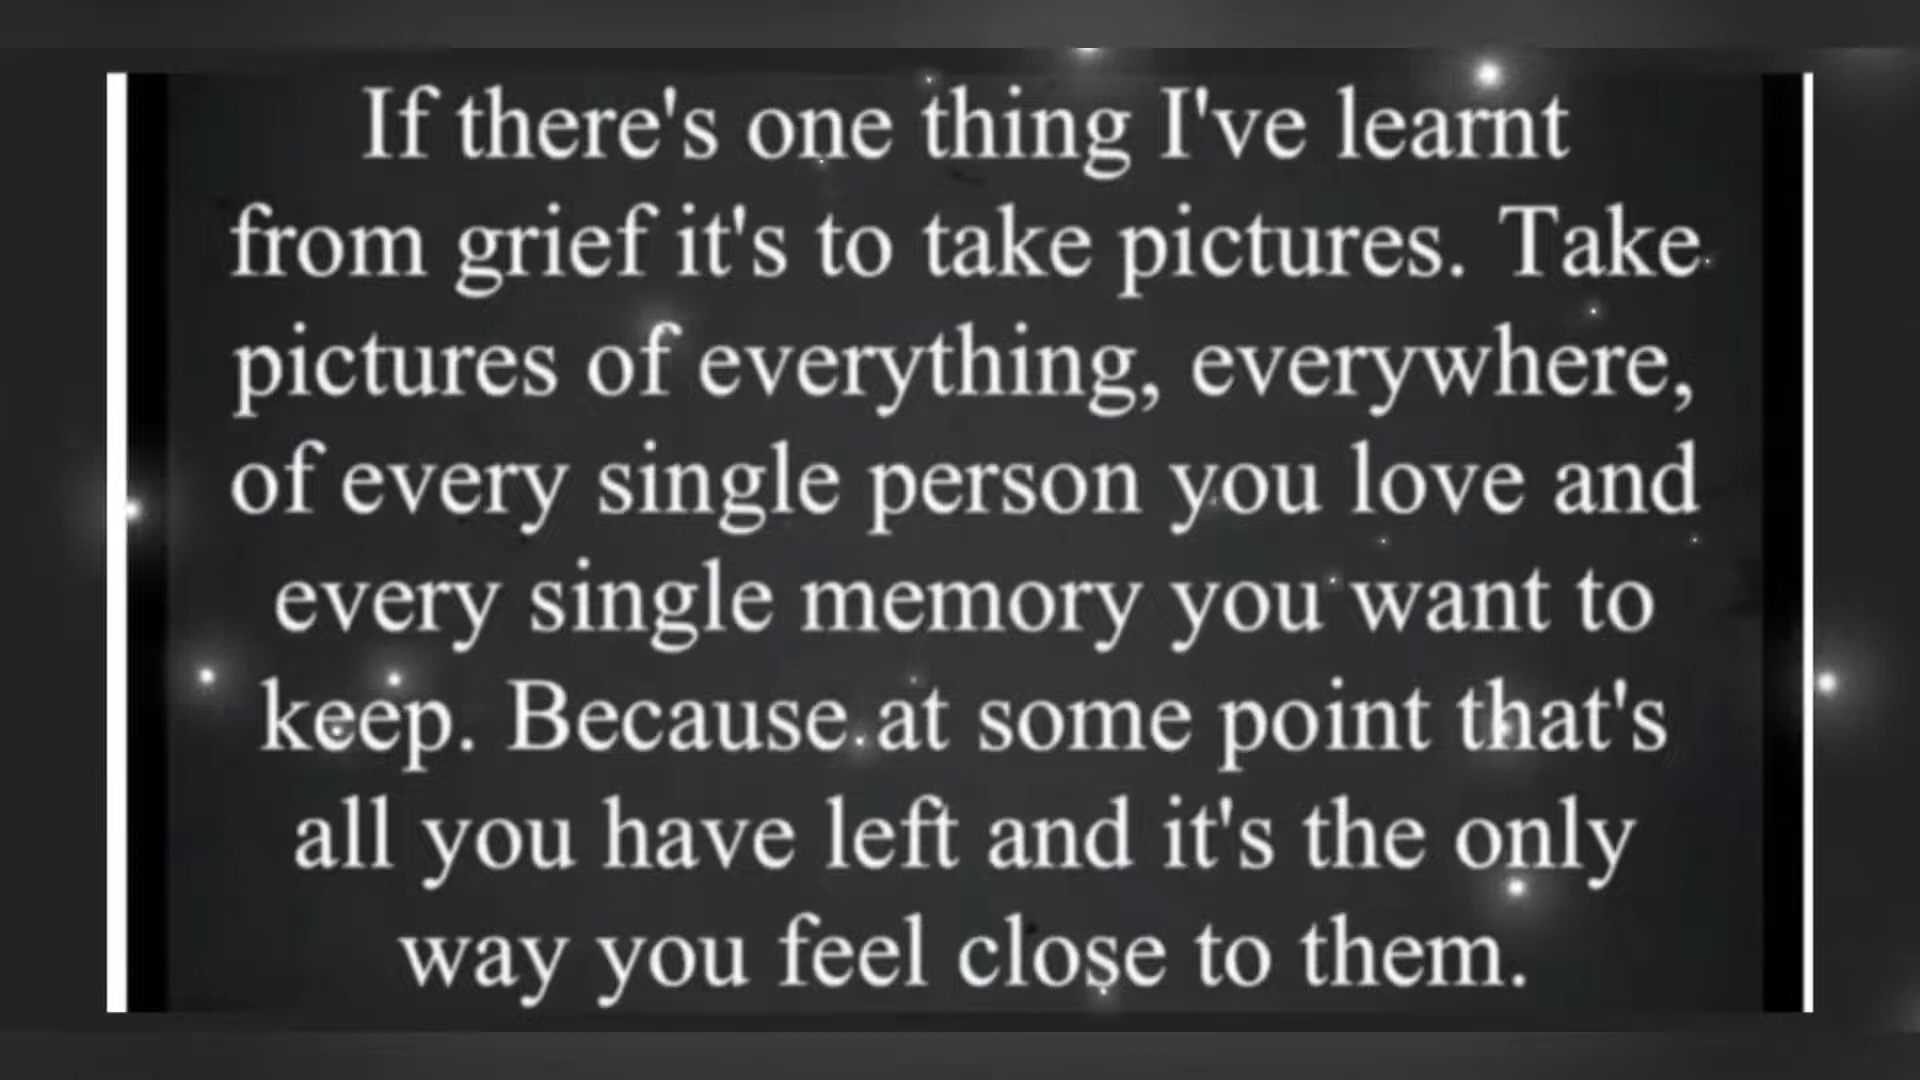 If there's one thing I've learnt
from grief it's to take pictures. Take
pictures of everything, everywhere,
of every single person you love and
every single memory you want to
keep. Because at some point that's
all you have left and it's the only
way you feel close to them.